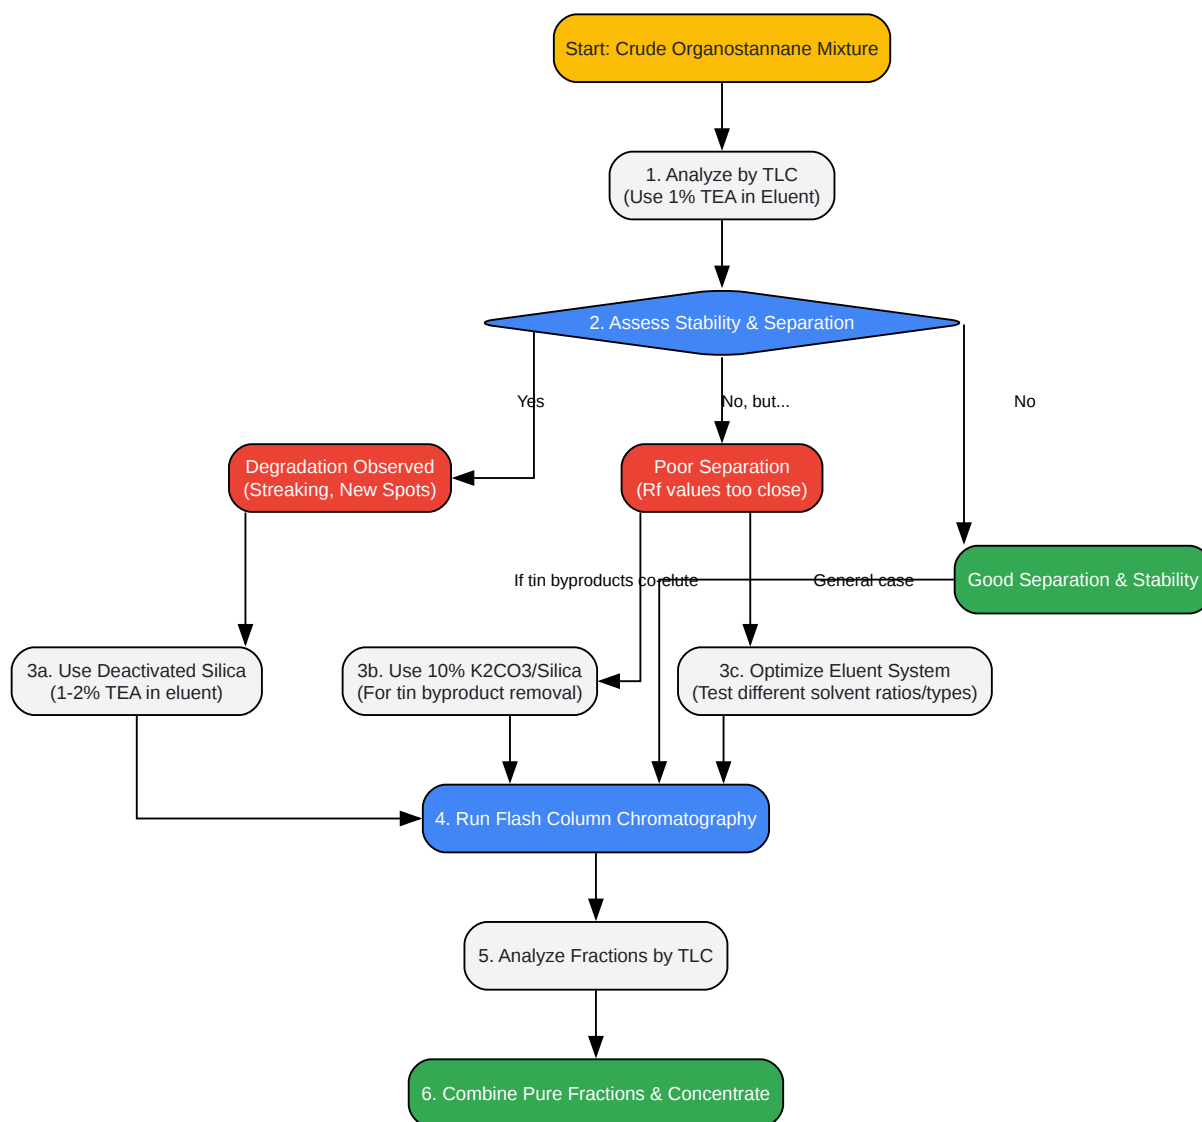 Start: Crude Organostannane Mixture
1. Analyze by TLC
(Use 1% TEA in Eluent)
2. Assess Stability & Separation
Yes
No, but...
No
Degradation Observed
(Streaking, New Spots)
Poor Separation
(Rf values too close)
Good Separation & Stability
If tin byproducts co-elute
General case
3a. Use Deactivated Silica
(1-2% TEA in eluent)
3b. Use 10% K2CO3/Silica
(For tin byproduct removal)
3c. Optimize Eluent System
(Test different solvent ratios/types)
4. Run Flash Column Chromatography
5. Analyze Fractions by TLC
6. Combine Pure Fractions & Concentrate